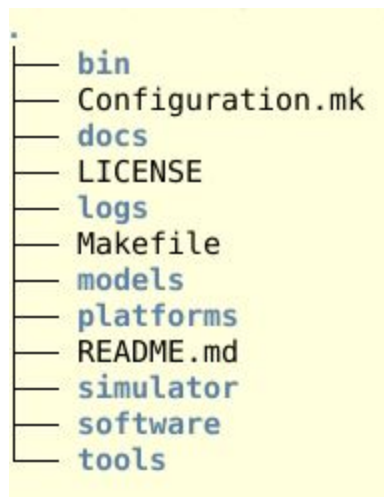 .
bin
Configuration.mk
docs
LICENSE
logs
Makefile
models
platforms
README.md
simulator
software
tools